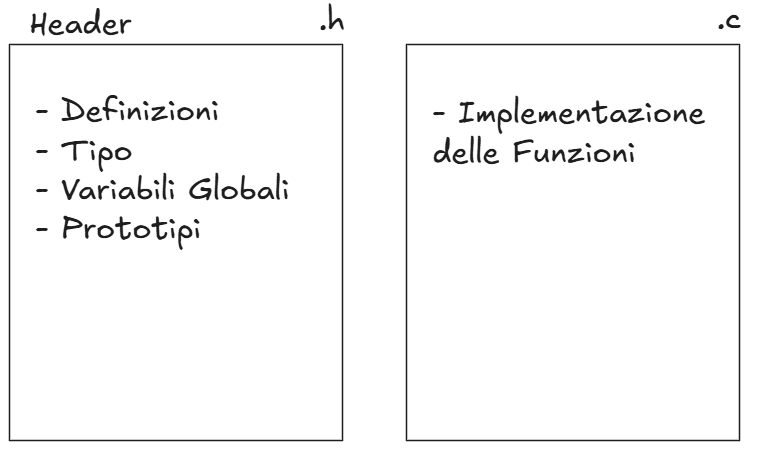 Header .h
- Definizioni
- Tipo
- Variabili Globali
- Prototipi
.c
- Implementazione
delle Funzioni